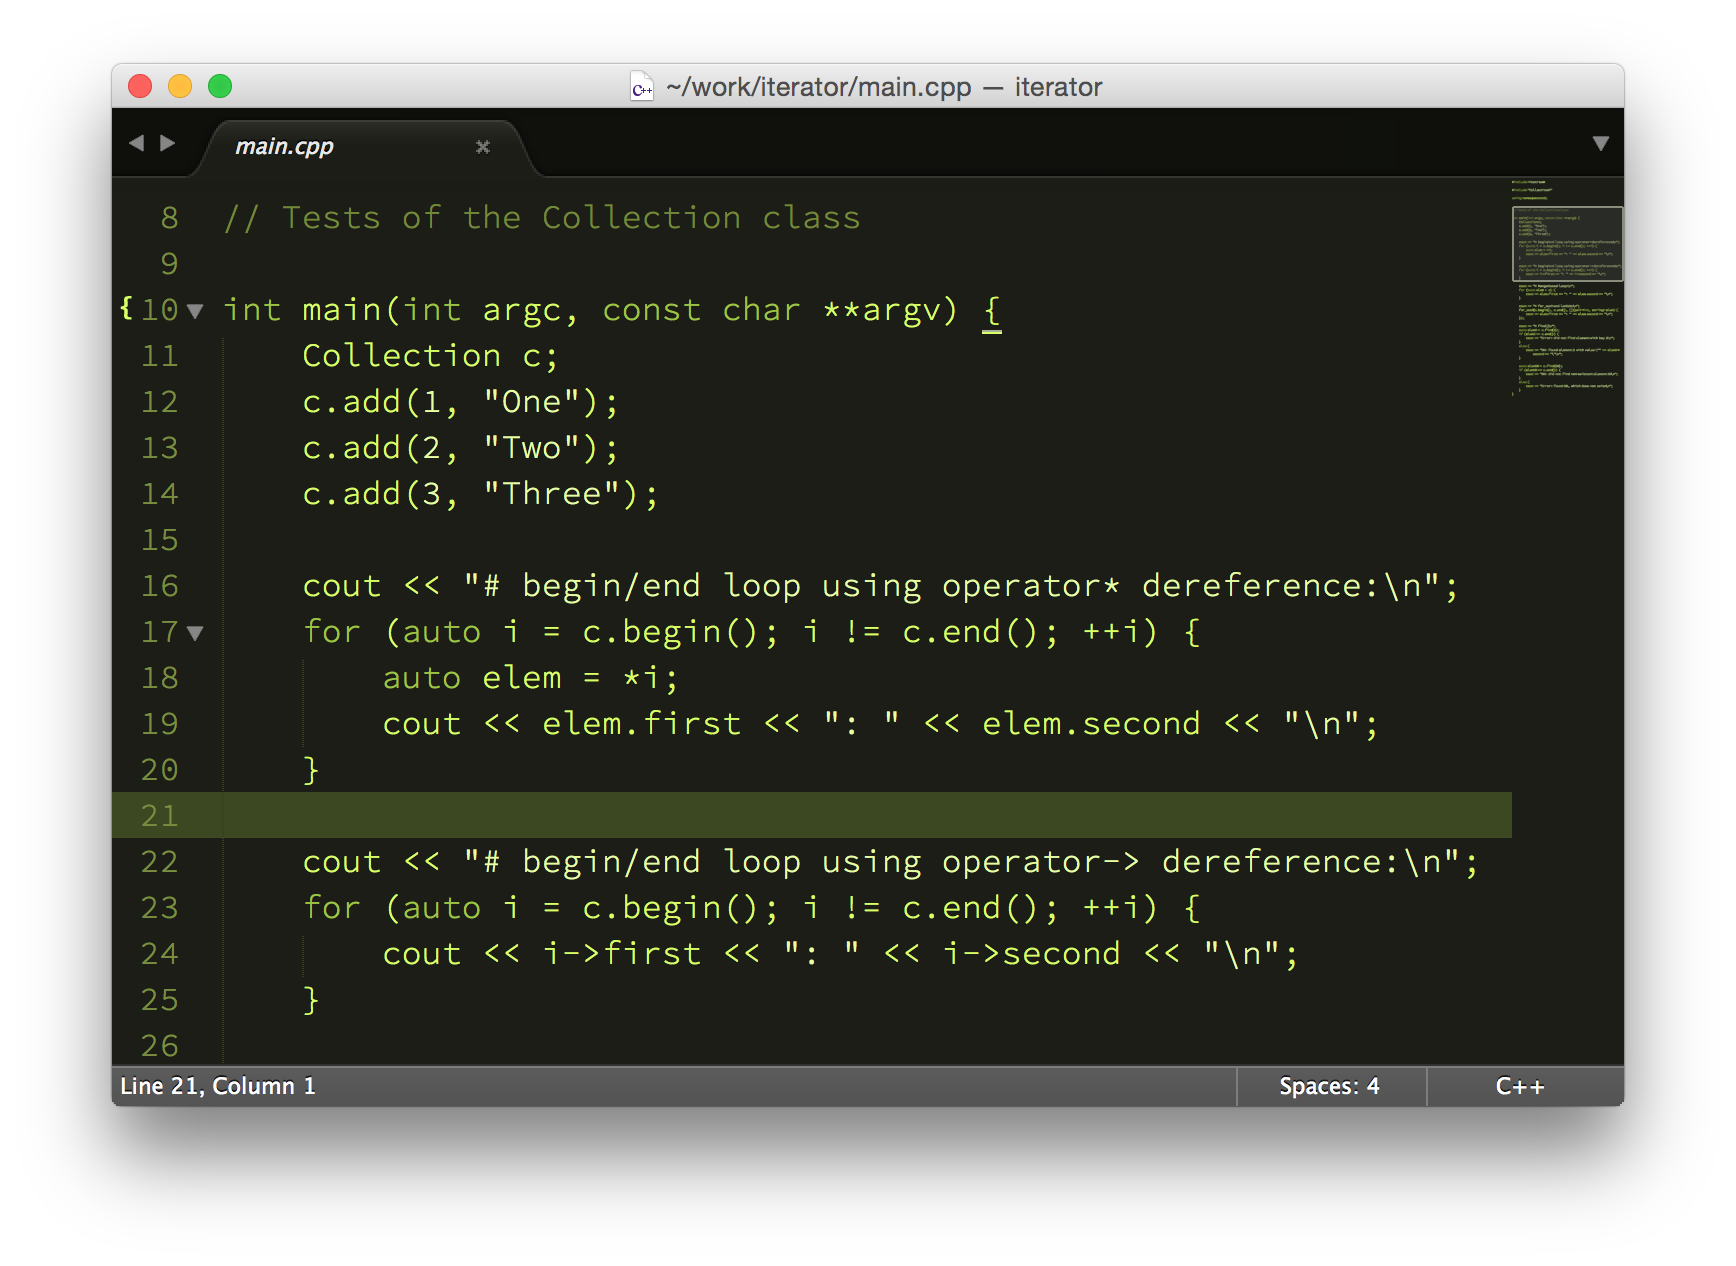 ~/work/iterator/main.cpp — iterator
main.cpp
8 // Tests of the Collection class
9
{ 10 int main(int argc, const char **argv) {
11     Collection c;
12     c.add(1, "One");
13     c.add(2, "Two");
14     c.add(3, "Three");
15
16     cout << "# begin/end loop using operator* dereference:\n";
17     for (auto i = c.begin(); i != c.end(); ++i) {
18         auto elem = *i;
19         cout << elem.first << ": " << elem.second << "\n";
20     }
21
22     cout << "# begin/end loop using operator-> dereference:\n";
23     for (auto i = c.begin(); i != c.end(); ++i) {
24         cout << i->first << ": " << i->second << "\n";
25     }
26
Line 21, Column 1
Spaces: 4
C++